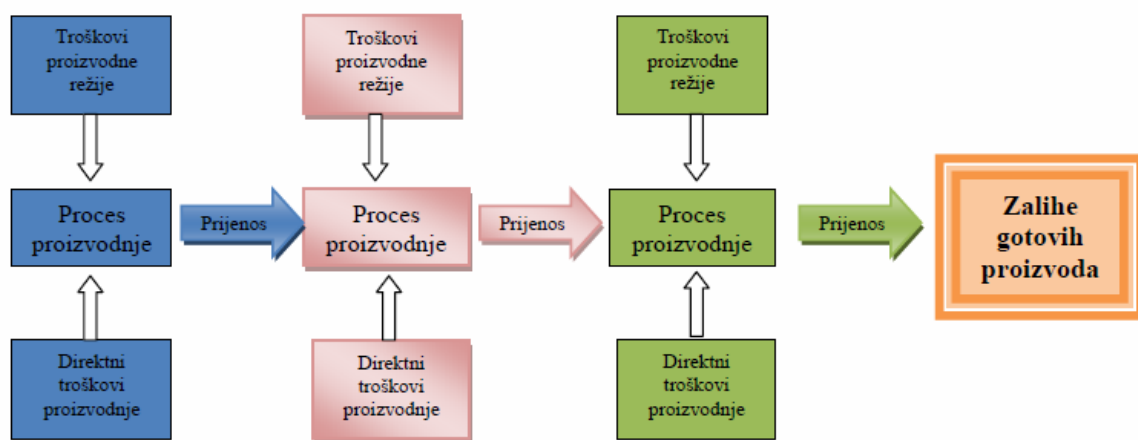 Troškovi
proizvodne
režije
Troškovi
proizvodne
režije
Troškovi
proizvodne
režije
Proces
proizvodnje
Prijenos
Proces
proizvodnje
Prijenos
Proces
proizvodnje
Prijenos
Zalihe
gotovih
proizvoda
Direktni
troškovi
proizvodnje
Direktni
troškovi
proizvodnje
Direktni
troškovi
proizvodnje